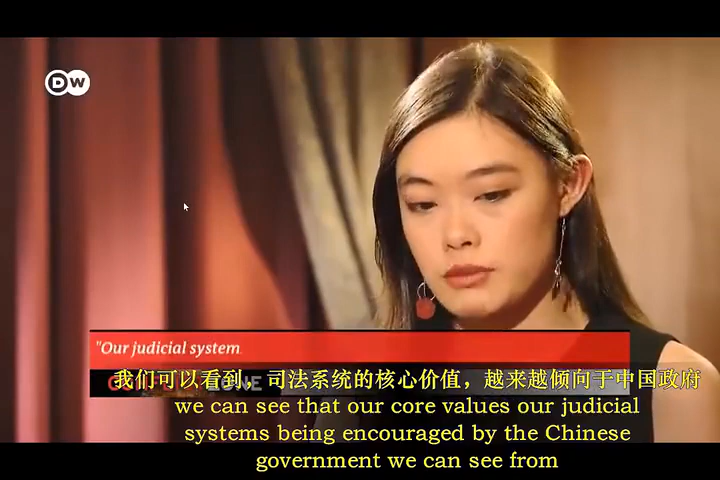 DW
"Our judicial system
我们可以看到，司法系统的核心价值，越来越倾向于中国政府
we can see that our core values our judicial
systems being encouraged by the Chinese
government we can see from